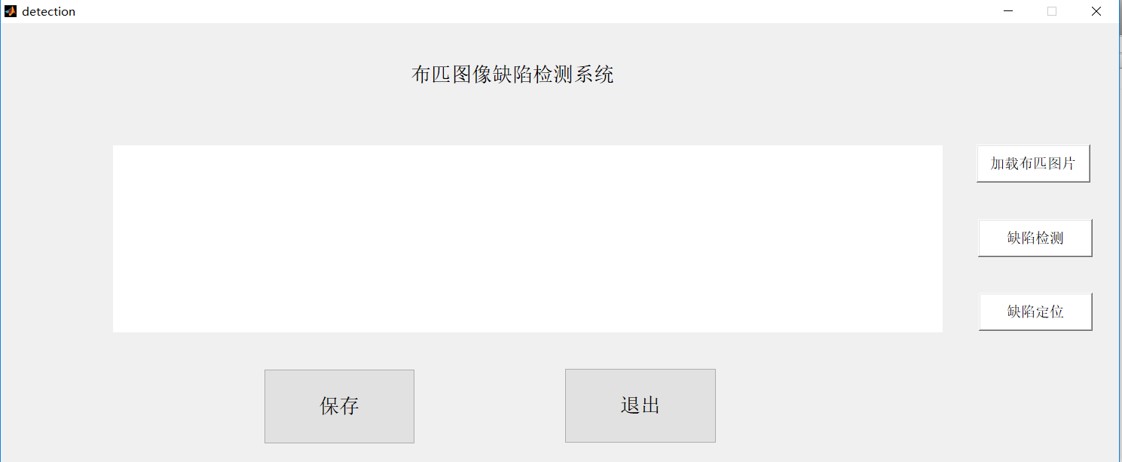 detection
布匹图像缺陷检测系统
加载布匹图片
缺陷检测
缺陷定位
保存
退出